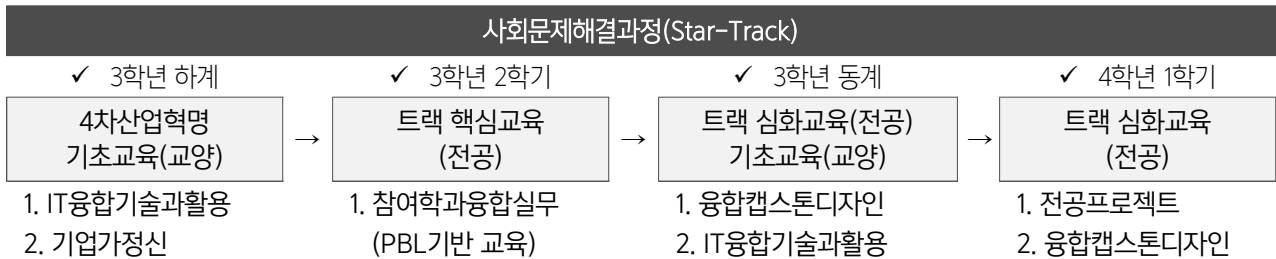 사회문제해결과정(Star-Track)
✓ 3학년 하계
4차산업혁명
기초교육(교양)
1. IT융합기술과활용
2. 기업가정신
→
✓ 3학년 2학기
트랙 핵심교육
(전공)
1. 참여학과융합실무
(PBL기반 교육)
→
✓ 3학년 동계
트랙 심화교육(전공)
기초교육(교양)
1. 융합캡스톤디자인
2. IT융합기술과활용
→
✓ 4학년 1학기
트랙 심화교육
(전공)
1. 전공프로젝트
2. 융합캡스톤디자인